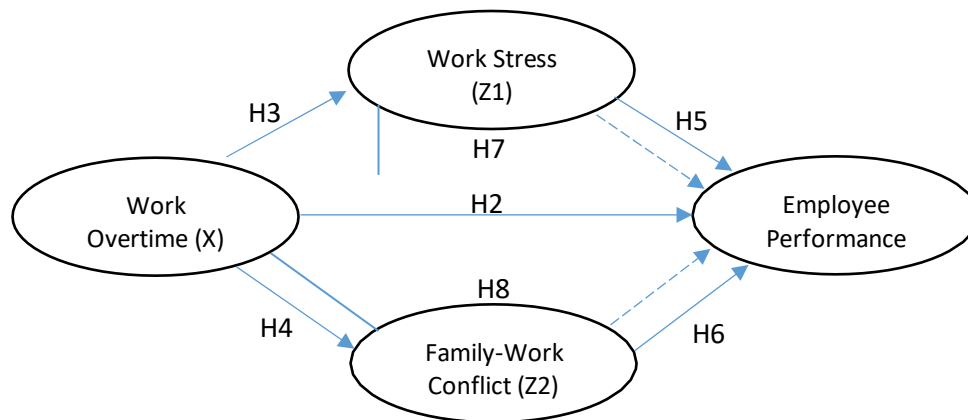 Work Stress
(Z1)
H3
H5
H7
Work
Overtime (X)
H2
Employee
Performance
H8
H4
H6
Family-Work
Conflict (Z2)